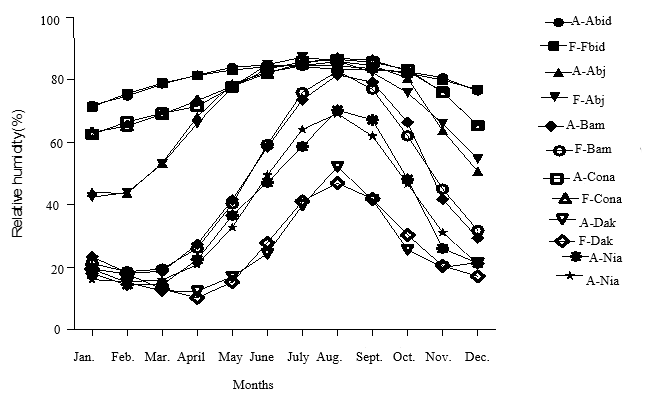 100
80
60
40
20
0
Relative humidty(%)
Jan. Feb. Mar. April May June July Aug. Sept. Oct. Nov. Dec.
Months
A-Abid
F-Fbid
A-Abj
F-Abj
A-Bam
F-Bam
A-Cona
F-Cona
A-Dak
F-Dak
A-Nia
A-Nia